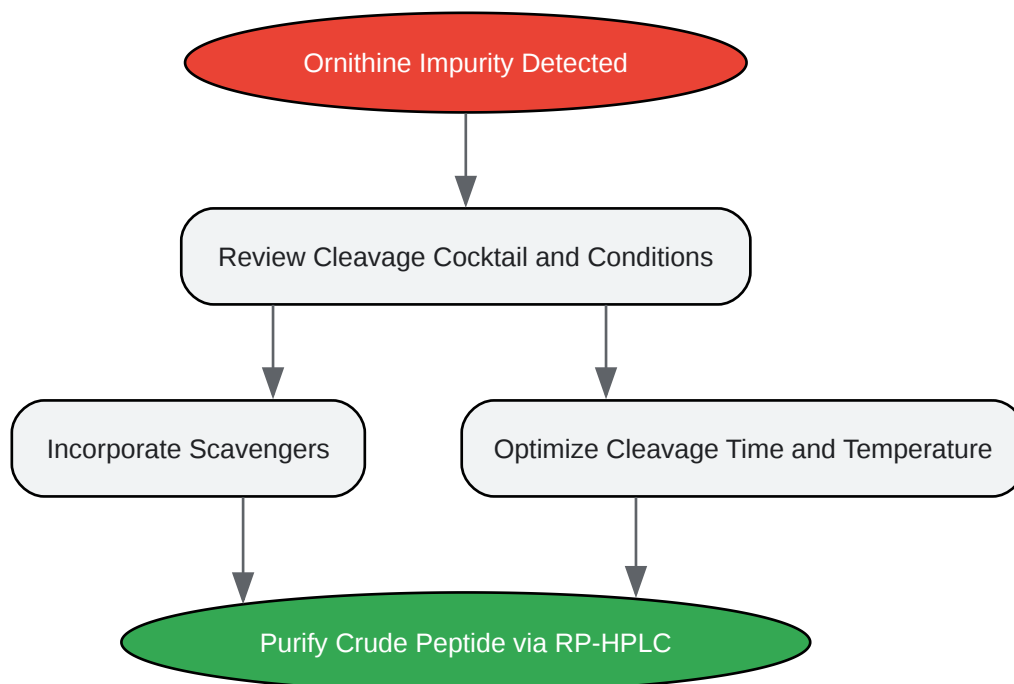 Ornithine Impurity Detected
Review Cleavage Cocktail and Conditions
Incorporate Scavengers
Optimize Cleavage Time and Temperature
Purify Crude Peptide via RP-HPLC